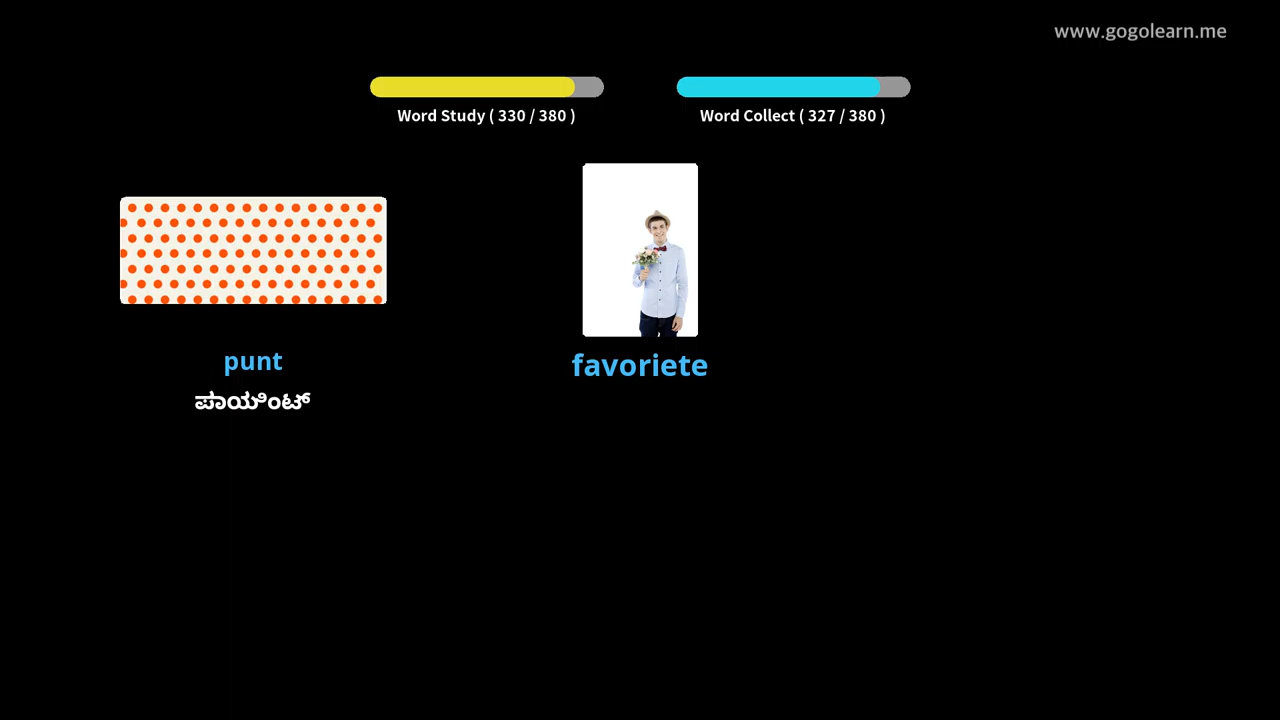 www.gogolearn.me
Word Study ( 330 / 380 )
Word Collect ( 327 / 380 )
punt
ಪಾಯಿಂಟ್
favoriete